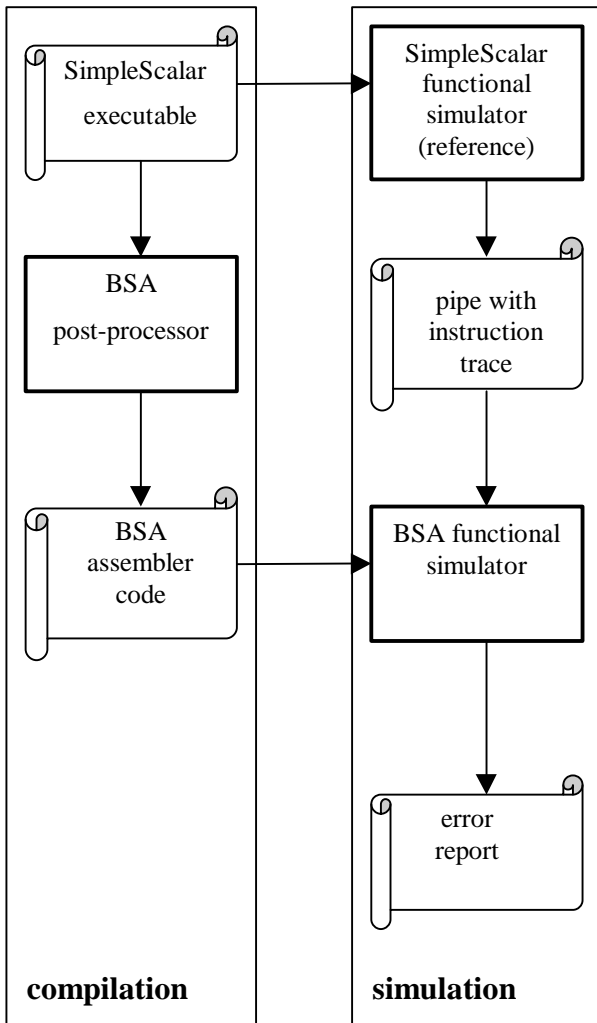 SimpleScalar
executable
BSA
post-processor
BSA
assembler
code
compilation
SimpleScalar
functional
simulator
(reference)
pipe with
instruction
trace
BSA functional
simulator
error
report
simulation